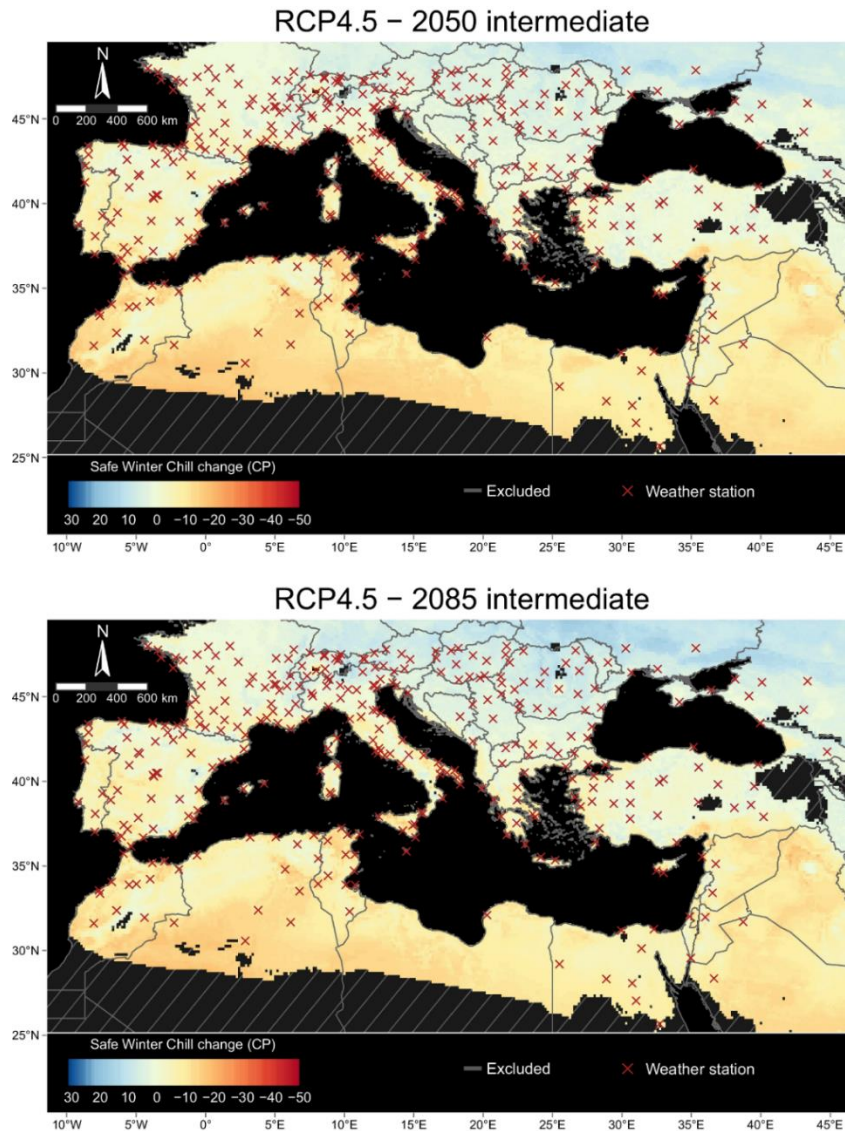 RCP4.5 − 2050 intermediate
N
0 200 400 600 km
45°N
40°N
35°N
30°N
25°N
Safe Winter Chill change (CP)
Excluded
Weather station
30 20 10 0 −10 −20 −30 −40 −50
10°W 5°W 0° 5°E 10°E 15°E 20°E 25°E 30°E 35°E 40°E 45°E
RCP4.5 − 2085 intermediate
N
0 200 400 600 km
45°N
40°N
35°N
30°N
25°N
Safe Winter Chill change (CP)
Excluded
Weather station
30 20 10 0 −10 −20 −30 −40 −50
10°W 5°W 0° 5°E 10°E 15°E 20°E 25°E 30°E 35°E 40°E 45°E